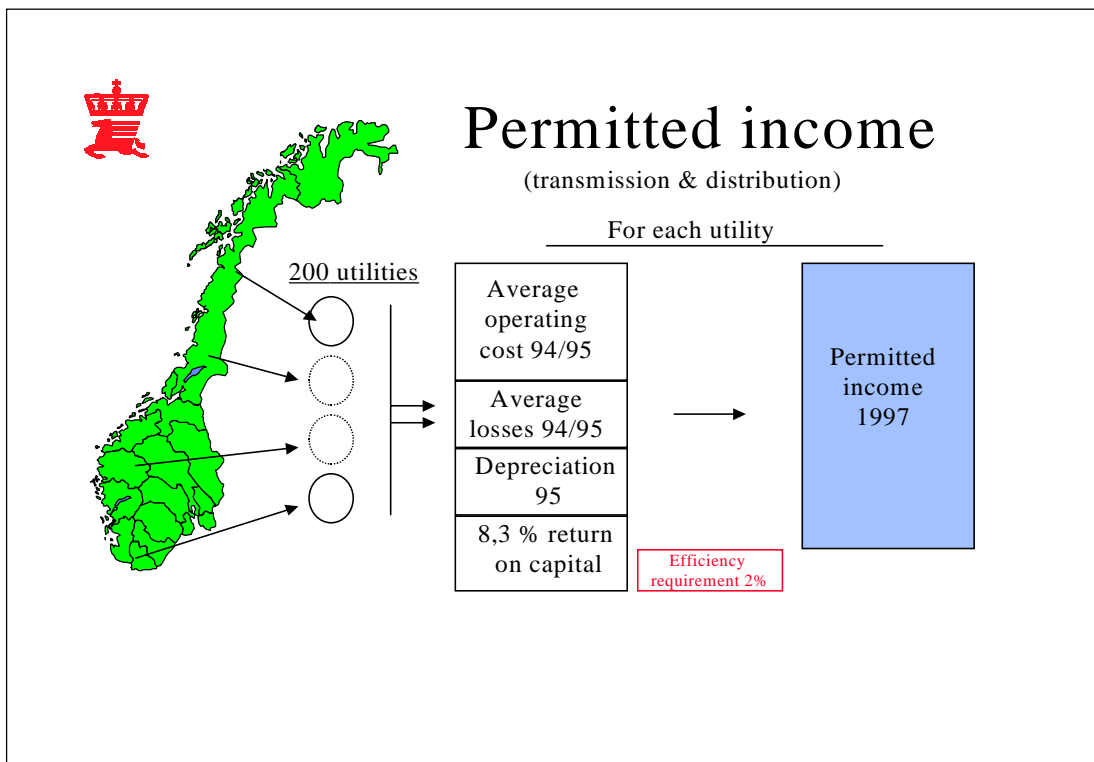 Permitted income
(transmission & distribution)
For each utility
200 utilities
Average
operating
cost 94/95
Average
losses 94/95
Depreciation
95
8,3 % return
on capital
Efficiency
requirement 2%
Permitted
income
1997